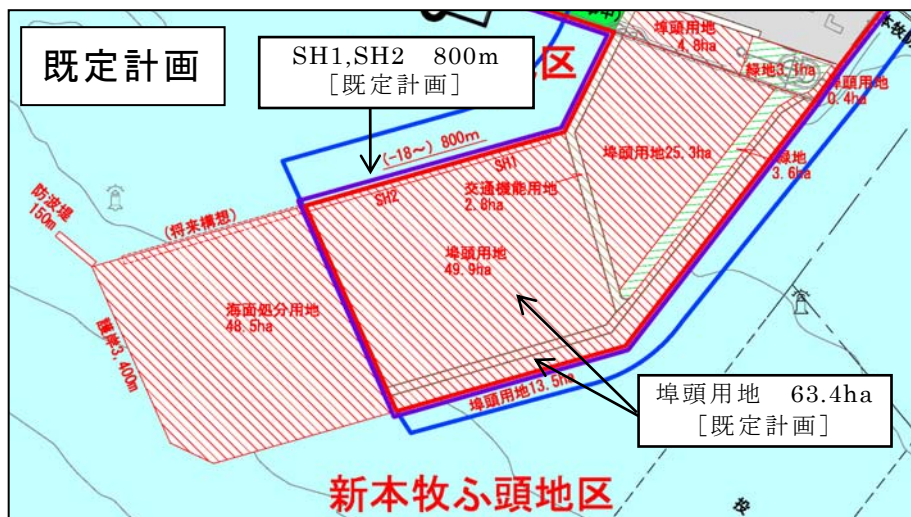 既定計画
SH1,SH2 800m
[既定計画]
区
埠頭用地
4.8ha
緑地3.1ha
埠頭用地
0.4ha
本牧防
(-18～) 800m
SH1
SH2
埠頭用地25.3ha
緑地
3.6ha
交通機能用地
2.8ha
防波堤
150m
(将来構想)
埠頭用地
49.9ha
海面処分用地
48.5ha
護岸3,400m
埠頭用地13.5ha
埠頭用地 63.4ha
[既定計画]
新本牧ふ頭地区
投